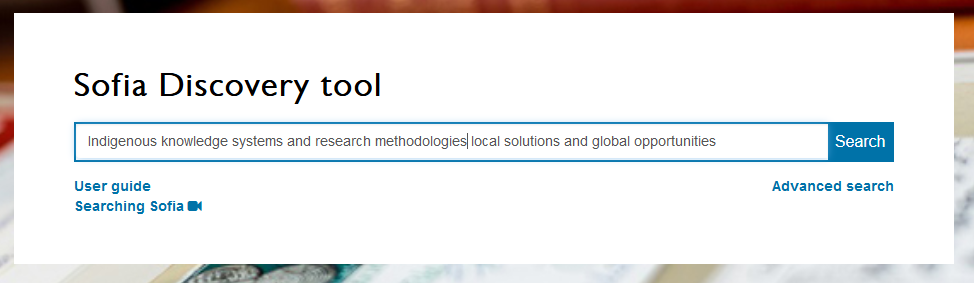 Sofia Discovery tool
Indigenous knowledge systems and research methodologies local solutions and global opportunities
Search
User guide
Advanced search
Searching Sofia